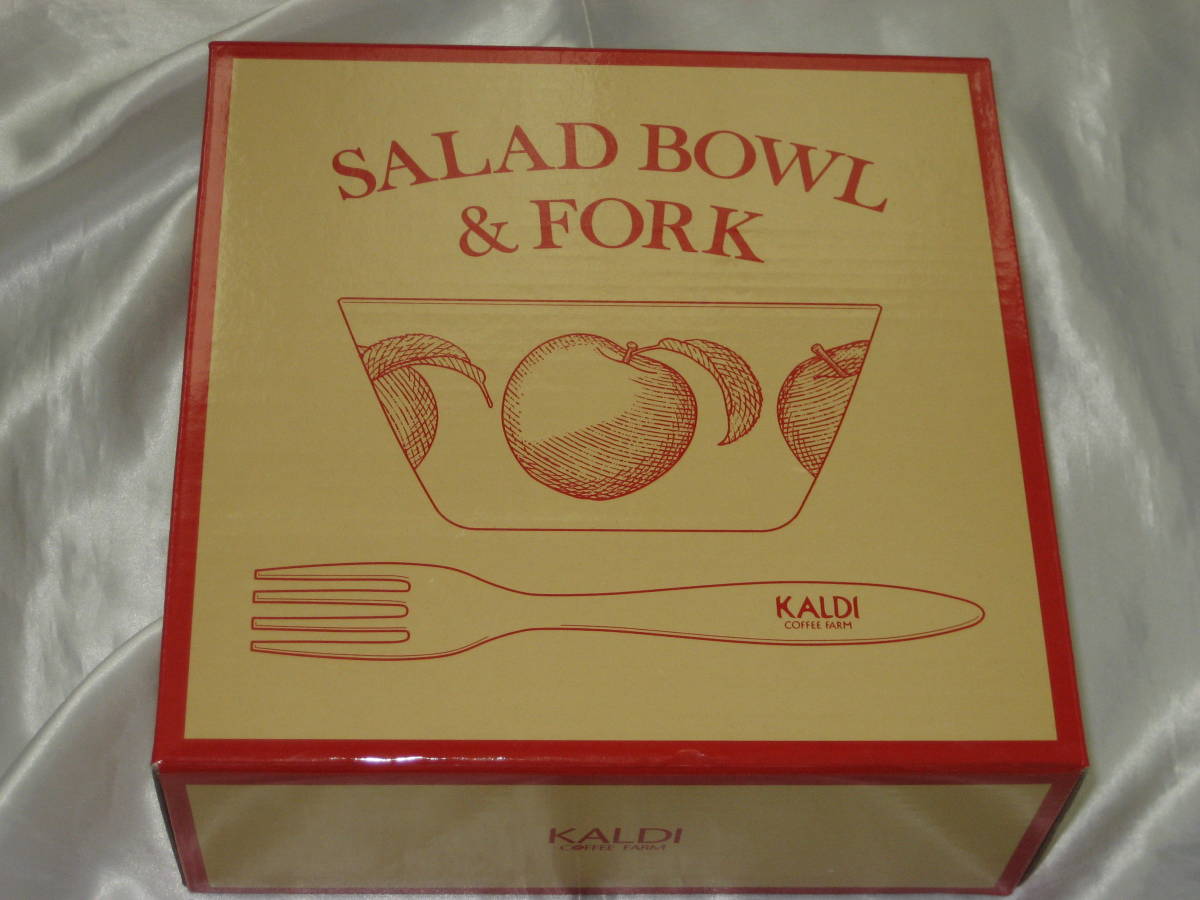 SALAD BOWL
& FORK
KALDI
COFFEE FARM
KALDI
COFFEE FARM